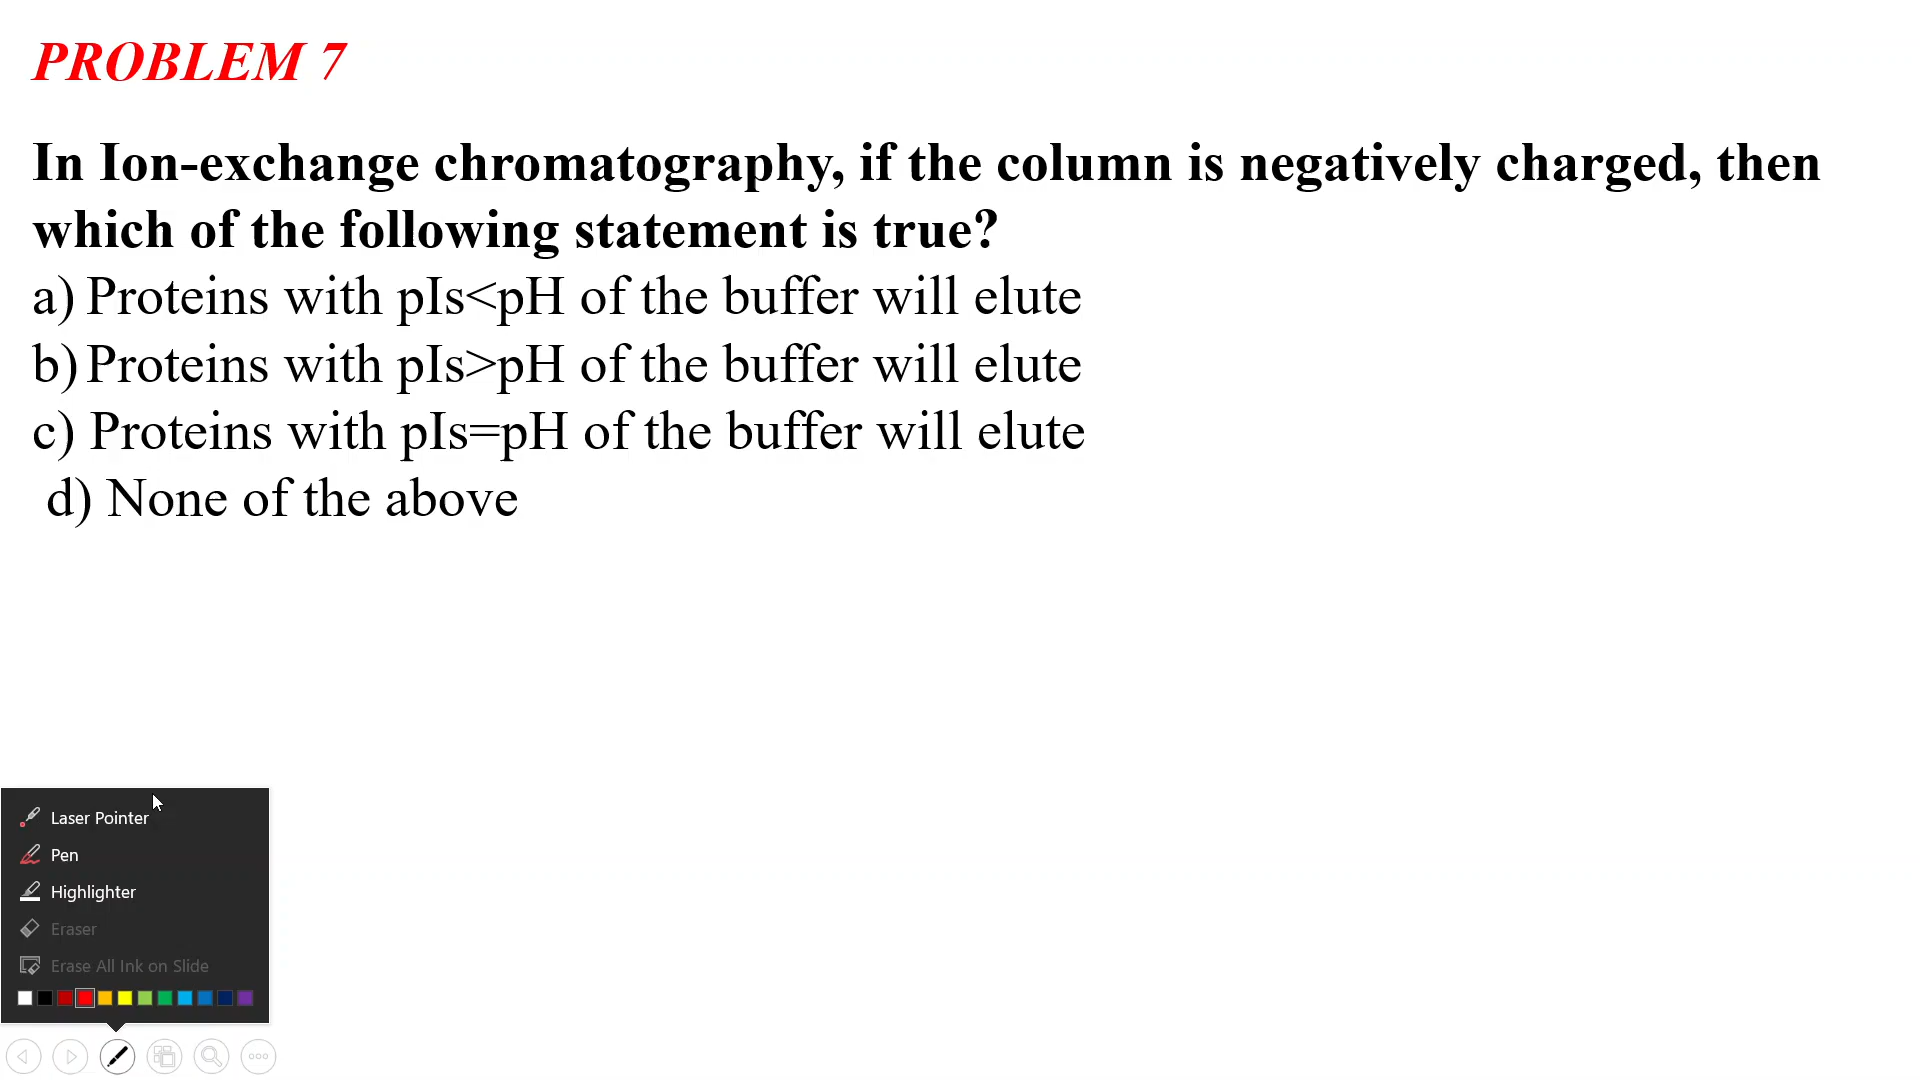 PROBLEM 7
In Ion-exchange chromatography, if the column is negatively charged, then
which of the following statement is true?
a) Proteins with pIs<pH of the buffer will elute
b) Proteins with pIs>pH of the buffer will elute
c) Proteins with pIs=pH of the buffer will elute
d) None of the above
Laser Pointer
Pen
Highlighter
Eraser
Erase All Ink on Slide